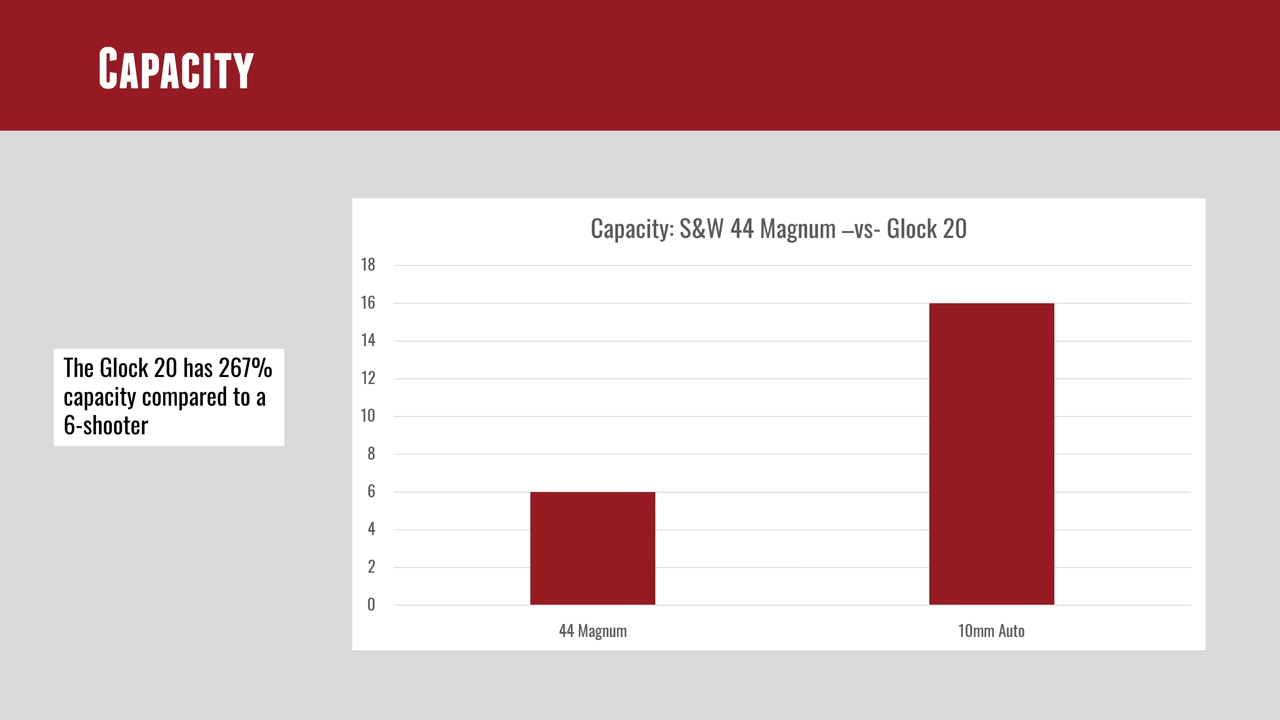 CAPACITY
Capacity: S&W 44 Magnum –vs- Glock 20
The Glock 20 has 267%
capacity compared to a
6-shooter
18
16
14
12
10
8
6
4
2
0
44 Magnum
10mm Auto